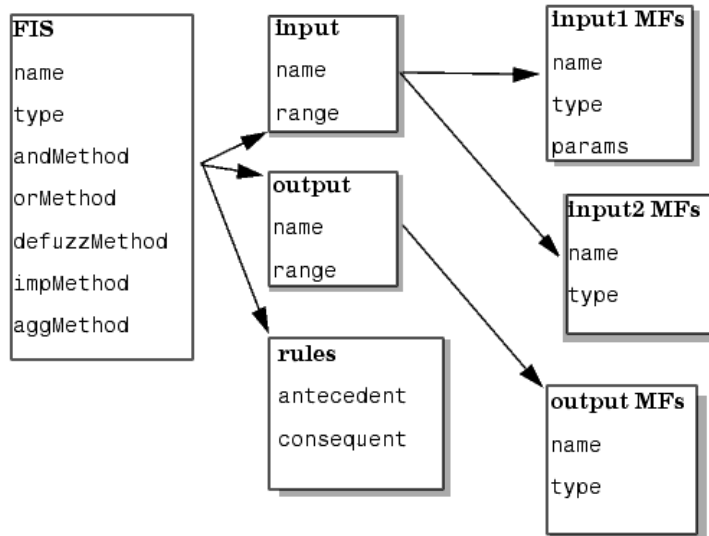 FIS
name
type
andMethod
orMethod
defuzzMethod
impMethod
aggMethod
input
name
range
output
name
range
rules
antecedent
consequent
input1 MFs
name
type
params
input2 MFs
name
type
output MFs
name
type